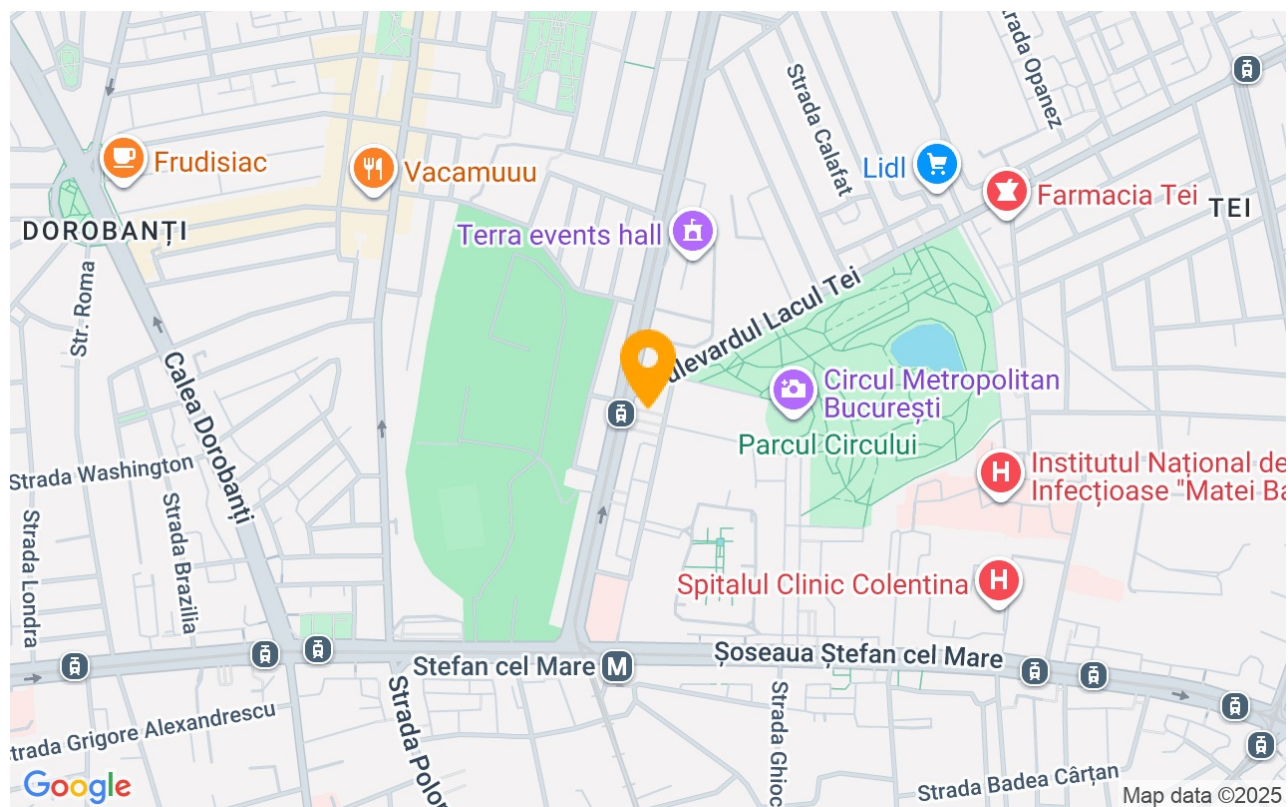 Strada Opanez
Strada Calafat
Frudisiac
Vacamuuu
Lidl
Farmacia Tei
TEI
DOROBANȚI
Terra events hall
Str. Roma
Bulevardul Lacul Tei
Calea Dorobanți
Circul Metropolitan
București
Parcul Circului
Strada Washington
Institutul Național de
Infecțioase "Matei Ba
H
Strada Londra
Strada Brazilia
Spitalul Clinic Colentina
H
Ștefan cel Mare
M
Șoseaua Ștefan cel Mare
Strada Grigore Alexandrescu
Strada Polon
Strada Ghioc
Strada Badea Cârțan
Google
Map data ©2025